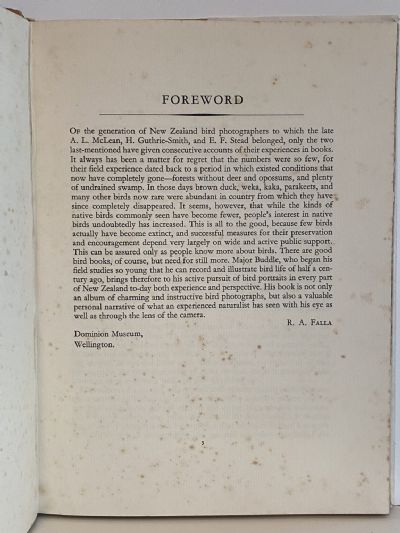 FOREWORD
OF the generation of New Zealand bird photographers to which the late
A. L. McLean, H. Guthrie-Smith, and E. F. Stead belonged, only the two
last-mentioned have given consecutive accounts of their experiences in books.
It always has been a matter for regret that the numbers were so few, for
their field experience dated back to a period in which existed conditions that
now have completely gone—forests without deer and opossums, and plenty
of undrained swamp. In those days brown duck, weka, kaka, parakeets, and
many other birds now rare were abundant in country from which they have
since completely disappeared. It seems, however, that while the kinds of
native birds commonly seen have become fewer, people's interest in native
birds undoubtedly has increased. This is all to the good, because few birds
actually have become extinct, and successful measures for their preservation
and encouragement depend very largely on wide and active public support.
This can be assured only as people know more about birds. There are good
bird books, of course, but need for still more. Major Buddle, who began his
field studies so young that he can record and illustrate bird life of half a cen-
tury ago, brings therefore to his active pursuit of bird portraits in every part
of New Zealand to-day both experience and perspective. His book is not only
an album of charming and instructive bird photographs, but also a valuable
personal narrative of what an experienced naturalist has seen with his eye as
well as through the lens of the camera.
R. A. FALLA
Dominion Museum,
Wellington.